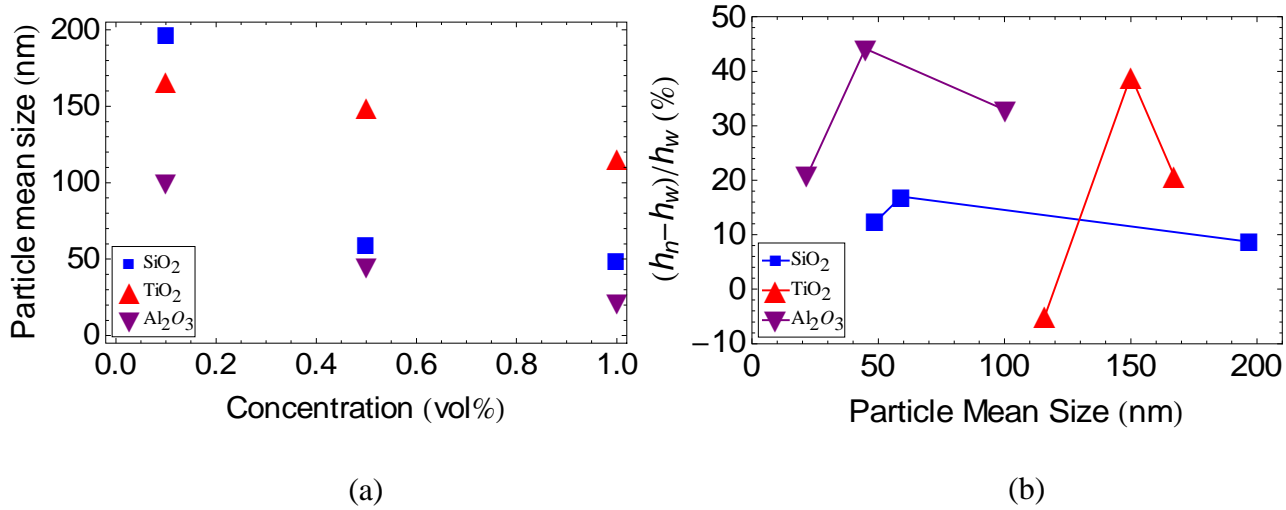 Particle mean size (nm)
200
150
100
50
0
SiO₂
TiO₂
Al₂O₃
0.0 0.2 0.4 0.6 0.8 1.0
Concentration (vol%)
(a)
(hₙ−h_w)/h_w (%)
50
40
30
20
10
0
−10
SiO₂
TiO₂
Al₂O₃
0 50 100 150 200
Particle Mean Size (nm)
(b)